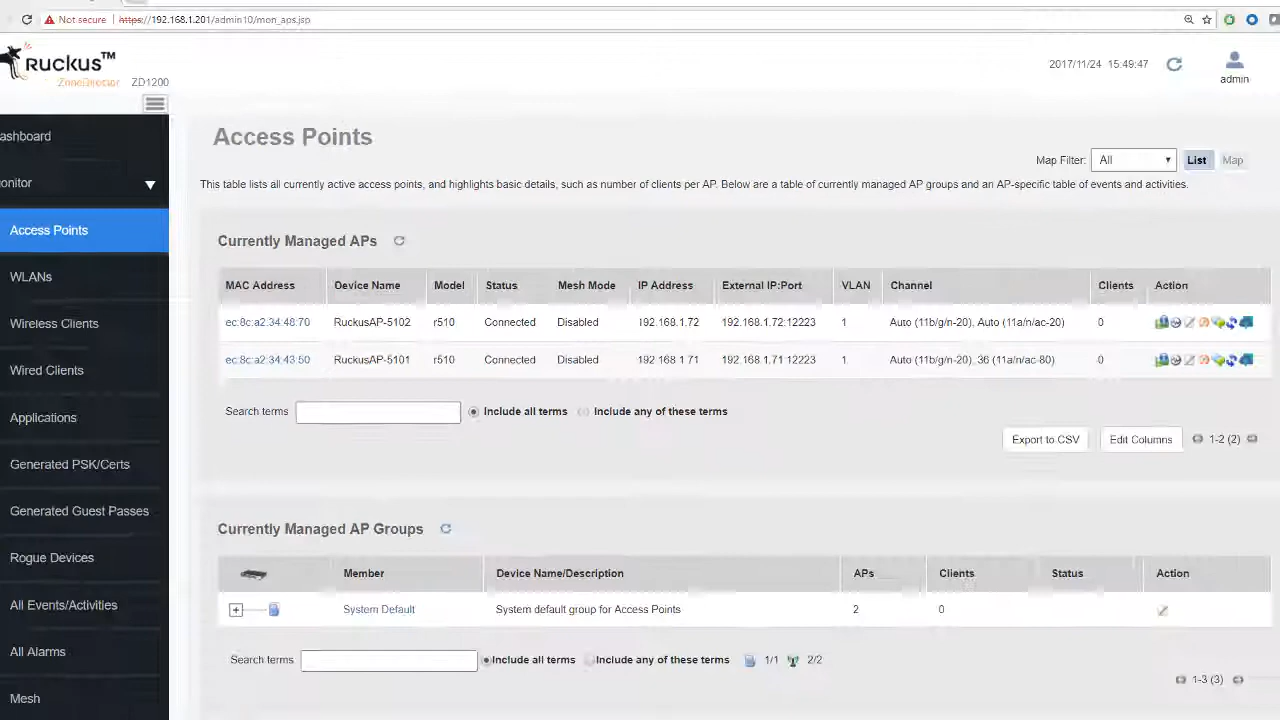 Not secure | https://192.168.1.201/admin10/mon_aps.jsp
Ruckus™
ZoneDirector ZD1200
2017/11/24 15:49:47
admin
ashboard
onitor
Access Points
WLANs
Wireless Clients
Wired Clients
Applications
Generated PSK/Certs
Generated Guest Passes
Rogue Devices
All Events/Activities
All Alarms
Mesh
Access Points
Map Filter: All List Map
This table lists all currently active access points, and highlights basic details, such as number of clients per AP. Below are a table of currently managed AP groups and an AP-specific table of events and activities.
Currently Managed APs
MAC Address Device Name Model Status Mesh Mode IP Address External IP:Port VLAN Channel Clients Action
ec:8c:a2:34:48:70 RuckusAP-5102 r510 Connected Disabled 192.168.1.72 192.168.1.72:12223 1 Auto (11b/g/n-20), Auto (11a/n/ac-20) 0
ec:8c:a2:34:43:50 RuckusAP-5101 r510 Connected Disabled 192.168.1.71 192.168.1.71:12223 1 Auto (11b/g/n-20), 36 (11a/n/ac-80) 0
Search terms Include all terms Include any of these terms
Export to CSV Edit Columns 1-2 (2)
Currently Managed AP Groups
Member Device Name/Description APs Clients Status Action
System Default System default group for Access Points 2 0
Search terms Include all terms Include any of these terms 1/1 2/2
1-3 (3)